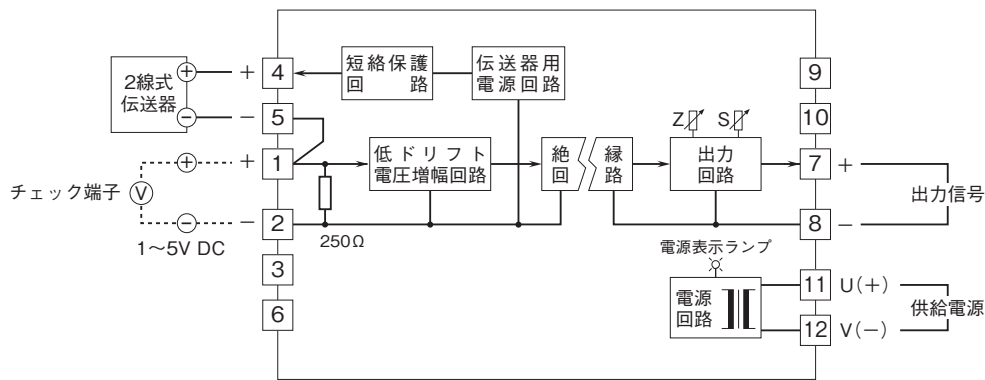 2線式
伝送器
+
−
+
−
4
5
短絡保護
回 路
伝送器用
電源回路
チェック端子
V
+
−
1～5V DC
+
−
1
2
3
6
250Ω
低ドリフト
電圧増幅回路
絶 縁
回 路
Z
S
出力
回路
9
10
7
8
+
−
出力信号
電源表示ランプ
電源
回路
11
12
U(+)
V(−)
供給電源